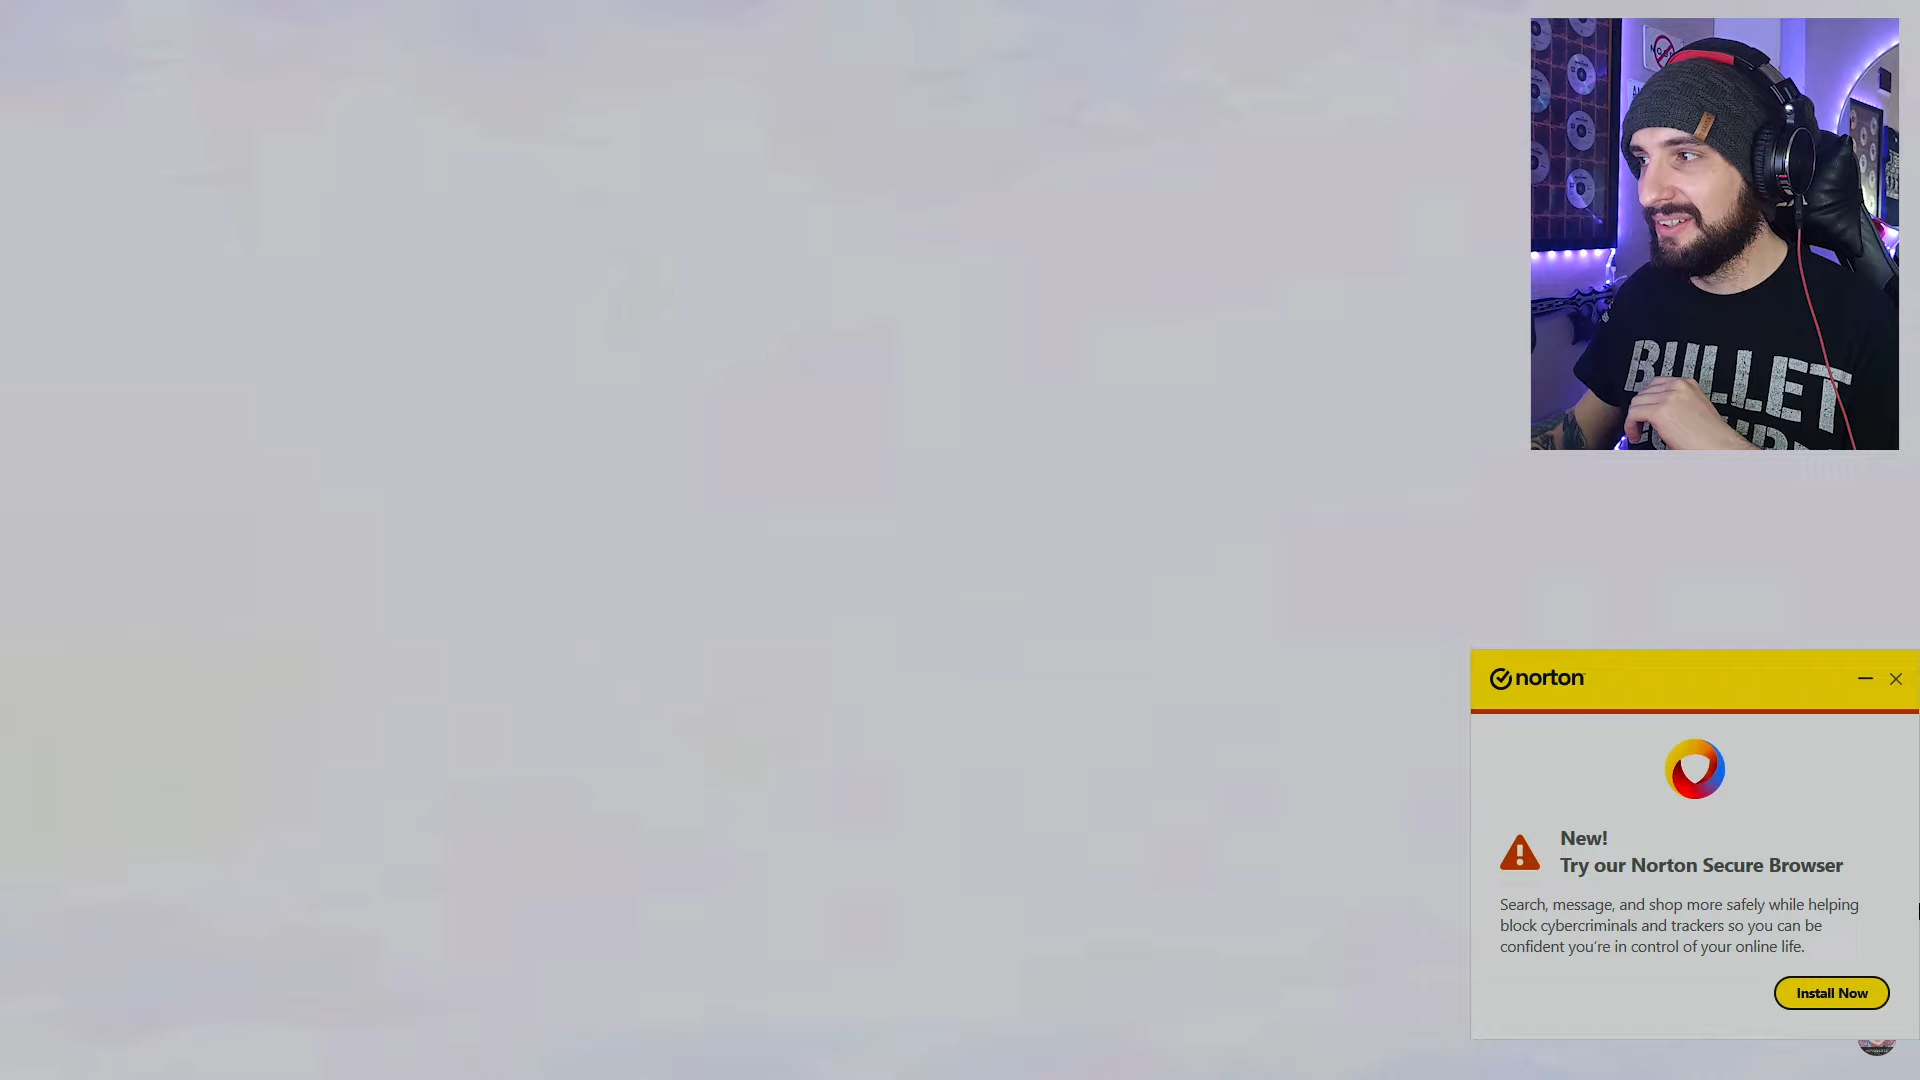 BULLET
norton
New!
Try our Norton Secure Browser
Search, message, and shop more safely while helping
block cybercriminals and trackers so you can be
confident you're in control of your online life.
Install Now